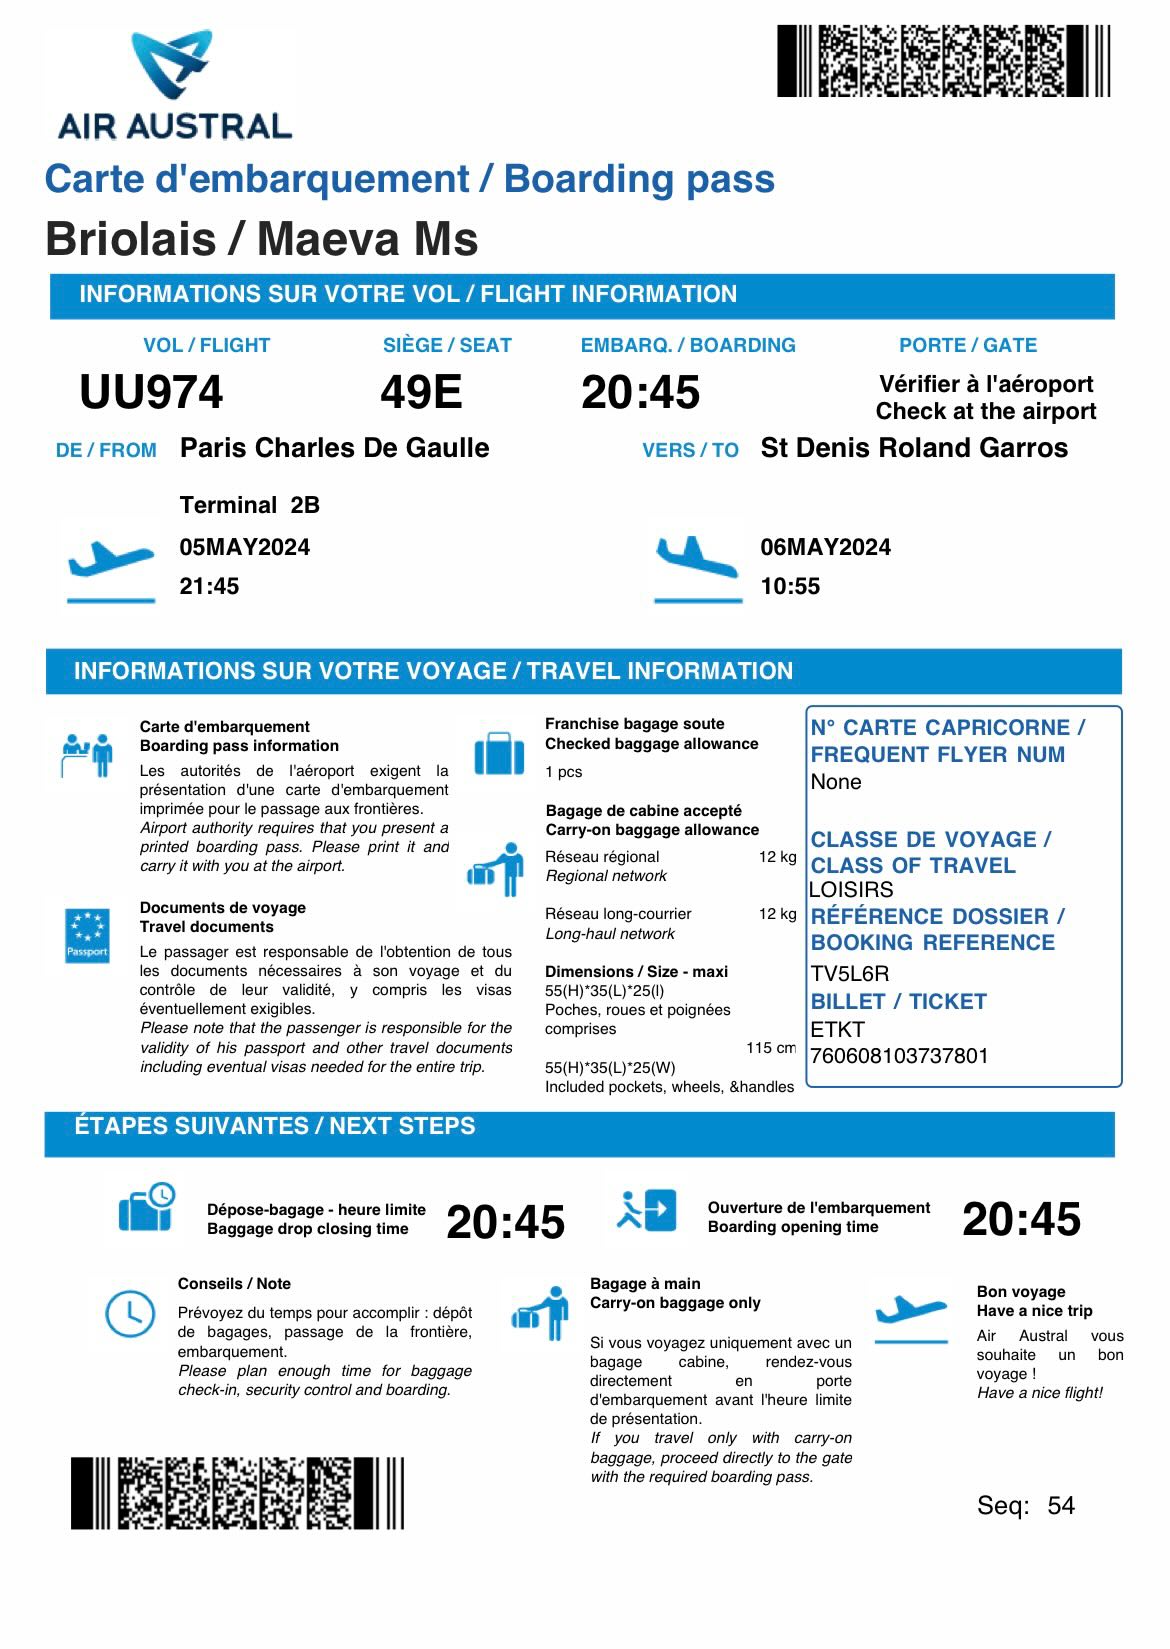 AIR AUSTRAL
Carte d'embarquement / Boarding pass
Briolais / Maeva Ms
INFORMATIONS SUR VOTRE VOL / FLIGHT INFORMATION
VOL / FLIGHT SIÈGE / SEAT EMBARQ. / BOARDING PORTE / GATE
UU974 49E 20:45 Vérifier à l'aéroport
Check at the airport
DE / FROM Paris Charles De Gaulle VERS / TO St Denis Roland Garros
Terminal 2B
05MAY2024 06MAY2024
21:45 10:55
INFORMATIONS SUR VOTRE VOYAGE / TRAVEL INFORMATION
Carte d'embarquement
Boarding pass information
Les autorités de l'aéroport exigent la
présentation d'une carte d'embarquement
imprimée pour le passage aux frontières.
Airport authority requires that you present a
printed boarding pass. Please print it and
carry it with you at the airport.
Passport
Documents de voyage
Travel documents
Le passager est responsable de l'obtention de tous
les documents nécessaires à son voyage et du
contrôle de leur validité, y compris les visas
éventuellement exigibles.
Please note that the passenger is responsible for the
validity of his passport and other travel documents
including eventual visas needed for the entire trip.
Franchise bagage soute
Checked baggage allowance
1 pcs
Bagage de cabine accepté
Carry-on baggage allowance
Réseau régional 12 kg
Regional network
Réseau long-courrier 12 kg
Long-haul network
Dimensions / Size - maxi
55(H)*35(L)*25(l)
Poches, roues et poignées
comprises
115 cm
55(H)*35(L)*25(W)
Included pockets, wheels, &handles
N° CARTE CAPRICORNE /
FREQUENT FLYER NUM
None
CLASSE DE VOYAGE /
CLASS OF TRAVEL
LOISIRS
RÉFÉRENCE DOSSIER /
BOOKING REFERENCE
TV5L6R
BILLET / TICKET
ETKT
760608103737801
ÉTAPES SUIVANTES / NEXT STEPS
Dépose-bagage - heure limite
Baggage drop closing time
20:45
Ouverture de l'embarquement
Boarding opening time
20:45
Conseils / Note
Prévoyez du temps pour accomplir : dépôt
de bagages, passage de la frontière,
embarquement.
Please plan enough time for baggage
check-in, security control and boarding.
Bagage à main
Carry-on baggage only
Si vous voyagez uniquement avec un
bagage cabine, rendez-vous
directement en porte
d'embarquement avant l'heure limite
de présentation.
If you travel only with carry-on
baggage, proceed directly to the gate
with the required boarding pass.
Bon voyage
Have a nice trip
Air Austral vous
souhaite un bon
voyage !
Have a nice flight!
Seq: 54